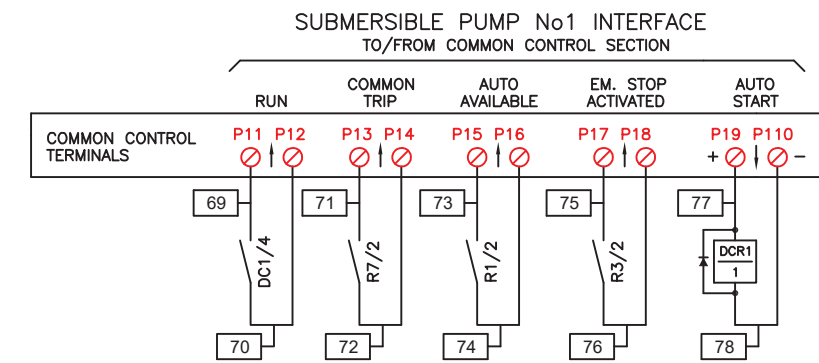 SUBMERSIBLE PUMP No1 INTERFACE
TO/FROM COMMON CONTROL SECTION
RUN
COMMON
TRIP
AUTO
AVAILABLE
EM. STOP
ACTIVATED
AUTO
START
COMMON CONTROL
TERMINALS
P11 P12
P13 P14
P15 P16
P17 P18
P19 P110
+ −
69
71
73
75
77
DC1/4
R7/2
R1/2
R3/2
DCR1
1
70
72
74
76
78